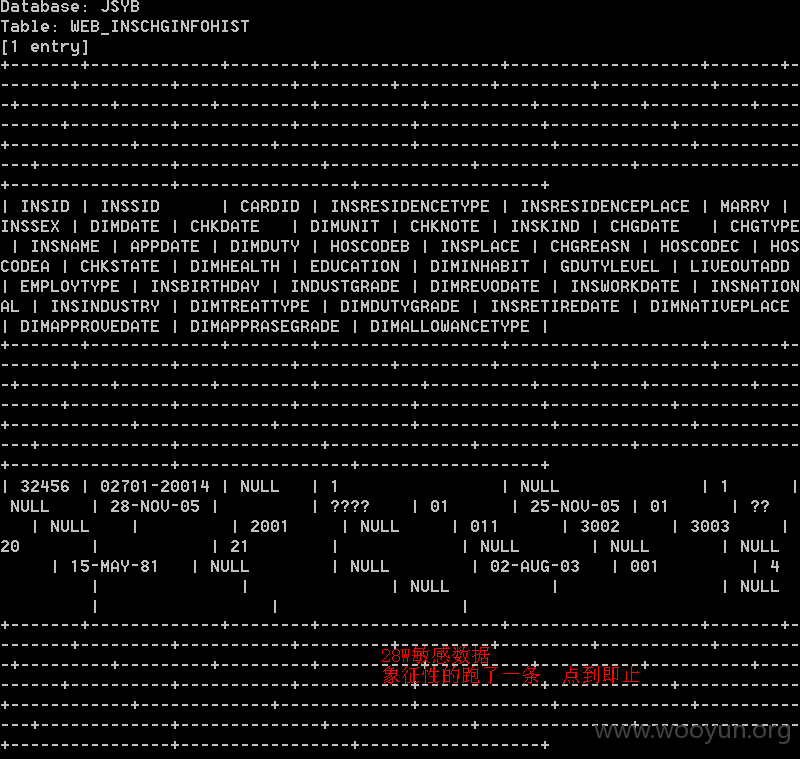 Database: JSYB
Table: WEB_INSCHGINFOHIST
[1 entry]
| INSID | INSSID | CARDID | INSRESIDENCETYPE | INSRESIDENCEPLACE | MARRY |
INSSEX | DIMDATE | CHKDATE | DIMUNIT | CHKNOTE | INSKIND | CHGDATE | CHGTYPE
| INSNAME | APPDATE | DIMDUTY | HOSCODEB | INSPLACE | CHGREASN | HOSCODEC | HOS
CODEA | CHKSTATE | DIMHEALTH | EDUCATION | DIMINHABIT | GDUTYLEVEL | LIVEOUTADD
| EMPLOYTYPE | INSBIRTHDAY | INDUSTGRADE | DIMREVODATE | INSWORKDATE | INSNATION
AL | INSINDUSTRY | DIMTREATTYPE | DIMDUTYGRADE | INSRETIREDATE | DIMNATIVEPLACE
| DIMAPPROVEDATE | DIMAPPRASEGRADE | DIMALLOWANCETYPE |
| 32456 | 02701-20014 | NULL | 1 | NULL | 1 |
NULL | 28-NOV-05 | | ???? | 01 | 25-NOV-05 | 01 | ??
| NULL | | 2001 | NULL | 011 | 3002 | 3003 |
20 | | 21 | | NULL | NULL | NULL
| 15-MAY-81 | NULL | NULL | 02-AUG-03 | 001 | 4
| | | NULL | | NULL
| | |
28W敏感数据
象征性的跑了一条 点到即止
www.wooyun.org